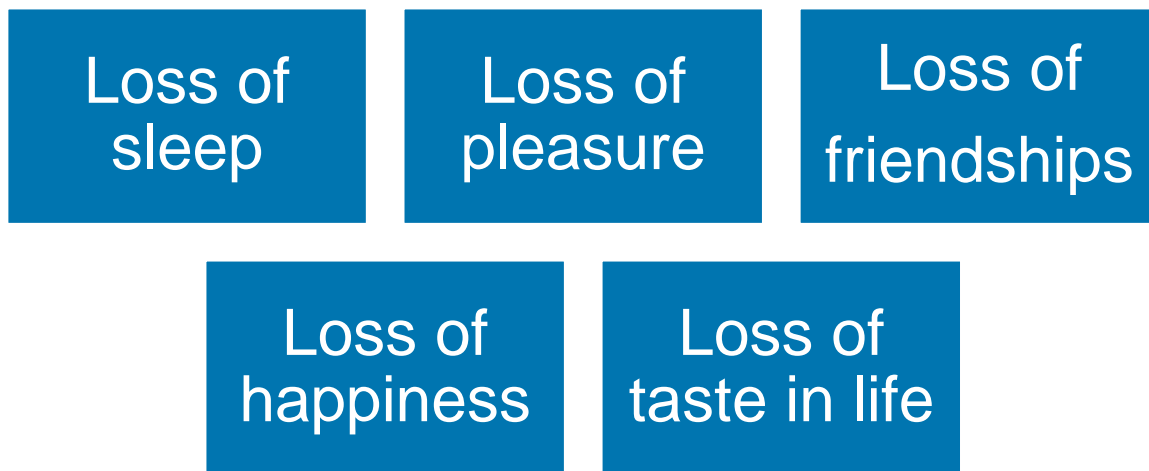 Loss of
sleep
Loss of
pleasure
Loss of
friendships
Loss of
happiness
Loss of
taste in life